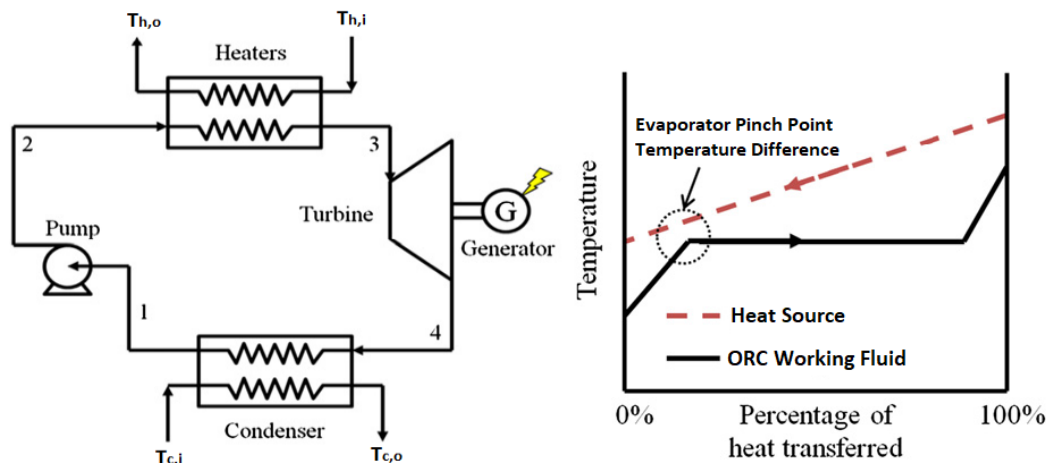 Th,o
Th,i
Heaters
2
3
Turbine
G
Generator
Pump
1
4
Condenser
Tc,i
Tc,o
Evaporator Pinch Point
Temperature Difference
Temperature
Heat Source
ORC Working Fluid
0%
Percentage of
100%
heat transferred